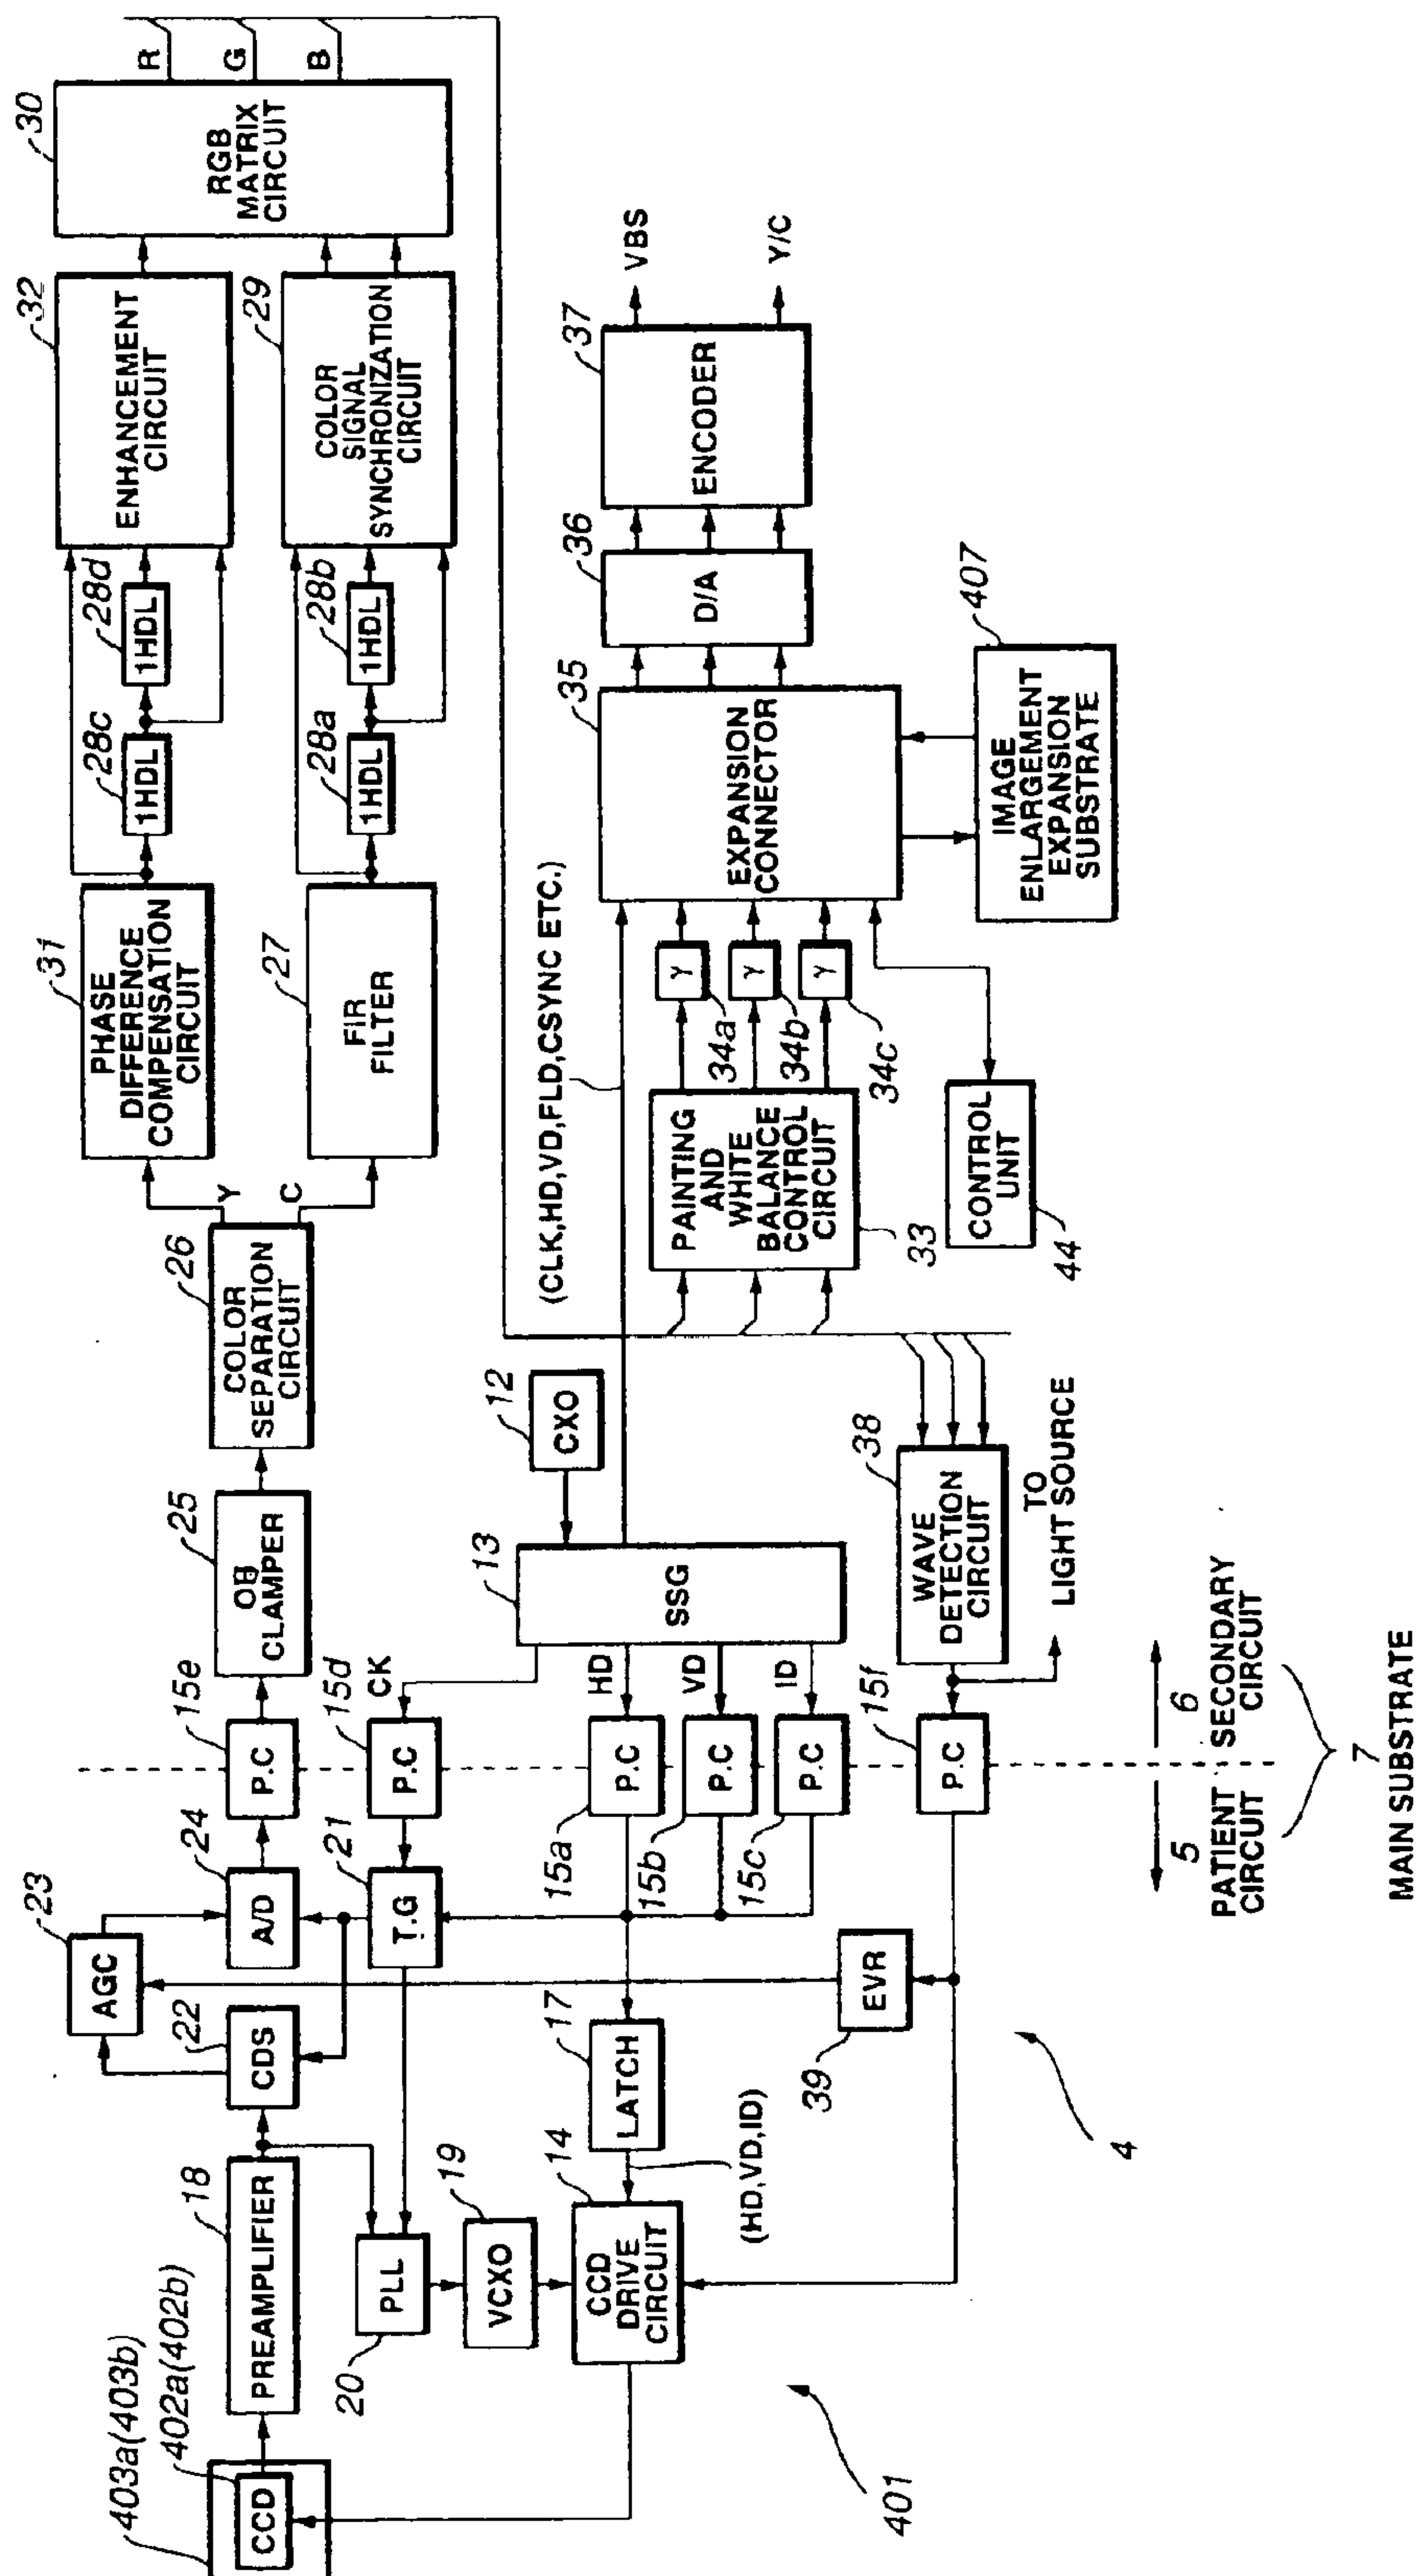 403a(403b)
402a(402b)
CCD
18
PREAMPLIFIER
22
CDS
23
AGC
24
A/D
15e
P.C
25
OB
CLAMPER
26
COLOR
SEPARATION
CIRCUIT
Y
C
31
PHASE
DIFFERENCE
COMPENSATION
CIRCUIT
27
FIR
FILTER
28c
1HDL
28d
1HDL
28a
1HDL
28b
1HDL
32
ENHANCEMENT
CIRCUIT
29
COLOR
SIGNAL
SYNCHRONIZATION
CIRCUIT
30
RGB
MATRIX
CIRCUIT
R
G
B
20
PLL
19
VCXO
14
CCD
DRIVE
CIRCUIT
17
LATCH
(HD,VD,ID)
21
T.G
15d
P.C
CK
15a
P.C
HD
15b
P.C
VD
15c
P.C
ID
13
SSG
12
CXO
(CLK,HD,VD,FLD,CSYNC ETC.)
39
EVR
15f
P.C
38
WAVE
DETECTION
CIRCUIT
TO
LIGHT SOURCE
33
PAINTING
AND
WHITE
BALANCE
CONTROL
CIRCUIT
34a
γ
34b
γ
34c
γ
44
CONTROL
UNIT
35
EXPANSION
CONNECTOR
407
IMAGE
ENLARGEMENT
EXPANSION
SUBSTRATE
36
D/A
37
ENCODER
VBS
Y/C
401
4
5
PATIENT
CIRCUIT
6
SECONDARY
CIRCUIT
7
MAIN SUBSTRATE